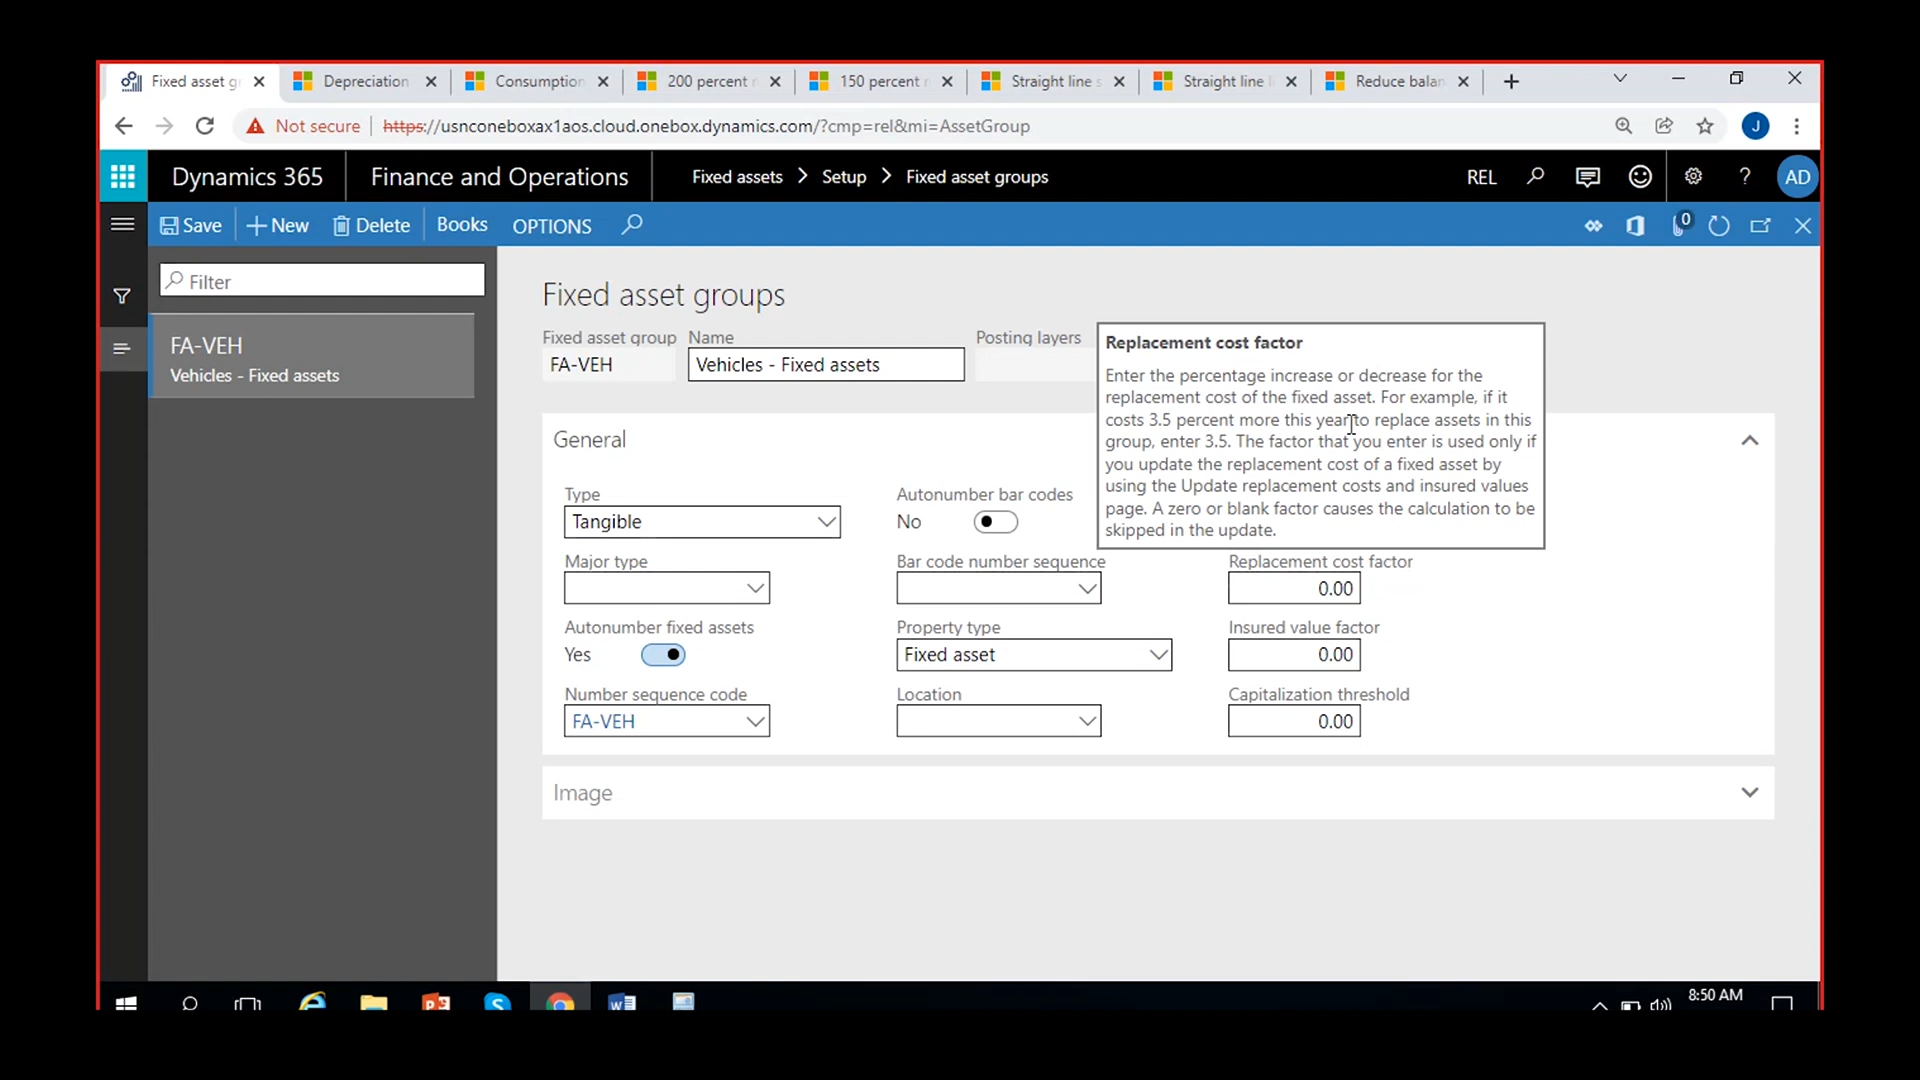 Fixed asset gr
Depreciation
Consumption
200 percent r
150 percent r
Straight line s
Straight line l
Reduce balan
Not secure
https://usnconeboxax1aos.cloud.onebox.dynamics.com/?cmp=rel&mi=AssetGroup
J
Dynamics 365
Finance and Operations
Fixed assets > Setup > Fixed asset groups
REL
?
AD
Save
New
Delete
Books
OPTIONS
0
Filter
FA-VEH
Vehicles - Fixed assets
Fixed asset groups
Fixed asset group Name Posting layers
FA-VEH Vehicles - Fixed assets
Replacement cost factor
Enter the percentage increase or decrease for the
replacement cost of the fixed asset. For example, if it
costs 3.5 percent more this year to replace assets in this
group, enter 3.5. The factor that you enter is used only if
you update the replacement cost of a fixed asset by
using the Update replacement costs and insured values
page. A zero or blank factor causes the calculation to be
skipped in the update.
General
Type
Tangible
Major type
Autonumber fixed assets
Yes
Number sequence code
FA-VEH
Autonumber bar codes
No
Bar code number sequence
Property type
Fixed asset
Location
Replacement cost factor
0.00
Insured value factor
0.00
Capitalization threshold
0.00
Image
8:50 AM